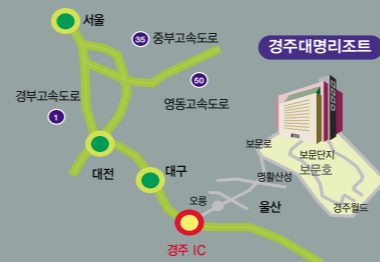 서울
35 중부고속도로
경주대명리조트
50
경부고속도로
영동고속도로
1
보문로
보문단지
대전
대구
보문호
명활산성
오릉
울산
경주월드
경주 IC